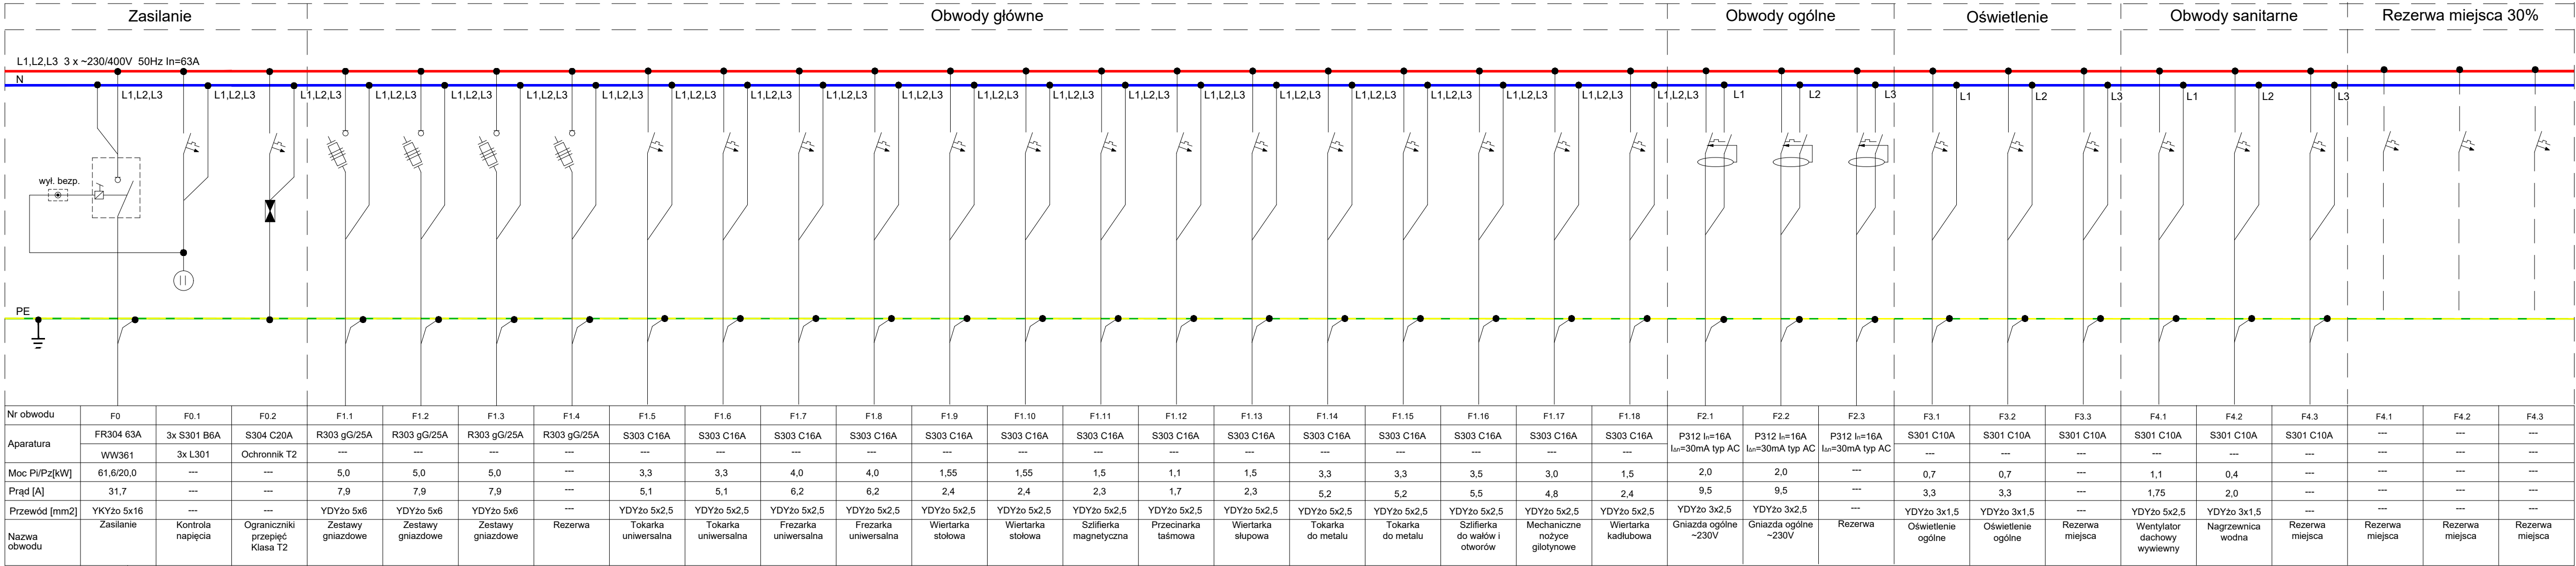 Zasilanie
Obwody główne
Obwody ogólne
Oświetlenie
Obwody sanitarne
Rezerwa miejsca 30%
L1,L2,L3 3 x ~230/400V 50Hz In=63A
N
L1,L2,L3 L1,L2,L3 L1,L2,L3 L1,L2,L3 L1,L2,L3 L1,L2,L3 L1,L2,L3 L1,L2,L3 L1,L2,L3 L1,L2,L3 L1,L2,L3 L1,L2,L3 L1,L2,L3 L1,L2,L3 L1,L2,L3 L1,L2,L3 L1,L2,L3 L1,L2,L3 L1,L2,L3 L1,L2,L3 L1,L2,L3 L1 L2 L3 L1 L2 L3 L1 L2 L3
wył. bezp.
PE
Nr obwodu F0 F0.1 F0.2 F1.1 F1.2 F1.3 F1.4 F1.5 F1.6 F1.7 F1.8 F1.9 F1.10 F1.11 F1.12 F1.13 F1.14 F1.15 F1.16 F1.17 F1.18 F2.1 F2.2 F2.3 F3.1 F3.2 F3.3 F4.1 F4.2 F4.3 F4.1 F4.2 F4.3
Aparatura
FR304 63A 3x S301 B6A S304 C20A R303 gG/25A R303 gG/25A R303 gG/25A R303 gG/25A S303 C16A S303 C16A S303 C16A S303 C16A S303 C16A S303 C16A S303 C16A S303 C16A S303 C16A S303 C16A S303 C16A S303 C16A S303 C16A S303 C16A P312 In=16A P312 In=16A P312 In=16A S301 C10A S301 C10A S301 C10A S301 C10A S301 C10A S301 C10A --- --- ---
WW361 3x L301 Ochronnik T2 --- --- --- --- --- --- --- --- --- --- --- --- --- --- --- --- --- --- IΔn=30mA typ AC IΔn=30mA typ AC IΔn=30mA typ AC --- --- --- --- --- --- --- --- ---
Moc Pi/Pz[kW] 61,6/20,0 --- --- 5,0 5,0 5,0 --- 3,3 3,3 4,0 4,0 1,55 1,55 1,5 1,1 1,5 3,3 3,3 3,5 3,0 1,5 2,0 2,0 --- 0,7 0,7 --- 1,1 0,4 --- --- --- ---
Prąd [A] 31,7 --- --- 7,9 7,9 7,9 --- 5,1 5,1 6,2 6,2 2,4 2,4 2,3 1,7 2,3 5,2 5,2 5,5 4,8 2,4 9,5 9,5 --- 3,3 3,3 --- 1,75 2,0 --- --- --- ---
Przewód [mm2] YKYżo 5x16 --- --- YDYżo 5x6 YDYżo 5x6 YDYżo 5x6 --- YDYżo 5x2,5 YDYżo 5x2,5 YDYżo 5x2,5 YDYżo 5x2,5 YDYżo 5x2,5 YDYżo 5x2,5 YDYżo 5x2,5 YDYżo 5x2,5 YDYżo 5x2,5 YDYżo 5x2,5 YDYżo 5x2,5 YDYżo 5x2,5 YDYżo 5x2,5 YDYżo 5x2,5 YDYżo 3x2,5 YDYżo 3x2,5 --- YDYżo 3x1,5 YDYżo 3x1,5 --- YDYżo 5x2,5 YDYżo 3x1,5 --- --- --- ---
Nazwa
obwodu
Zasilanie
Kontrola
napięcia
Ograniczniki
przepięć
Klasa T2
Zestawy
gniazdowe
Zestawy
gniazdowe
Zestawy
gniazdowe
Rezerwa
Tokarka
uniwersalna
Tokarka
uniwersalna
Frezarka
uniwersalna
Frezarka
uniwersalna
Wiertarka
stołowa
Wiertarka
stołowa
Szlifierka
magnetyczna
Przecinarka
taśmowa
Wiertarka
słupowa
Tokarka
do metalu
Tokarka
do metalu
Szlifierka
do wałów i
otworów
Mechaniczne
nożyce
gilotynowe
Wiertarka
kadłubowa
Gniazda ogólne
~230V
Gniazda ogólne
~230V
Rezerwa
Oświetlenie
ogólne
Oświetlenie
ogólne
Rezerwa
miejsca
Wentylator
dachowy
wywiewny
Nagrzewnica
wodna
Rezerwa
miejsca
Rezerwa
miejsca
Rezerwa
miejsca
Rezerwa
miejsca